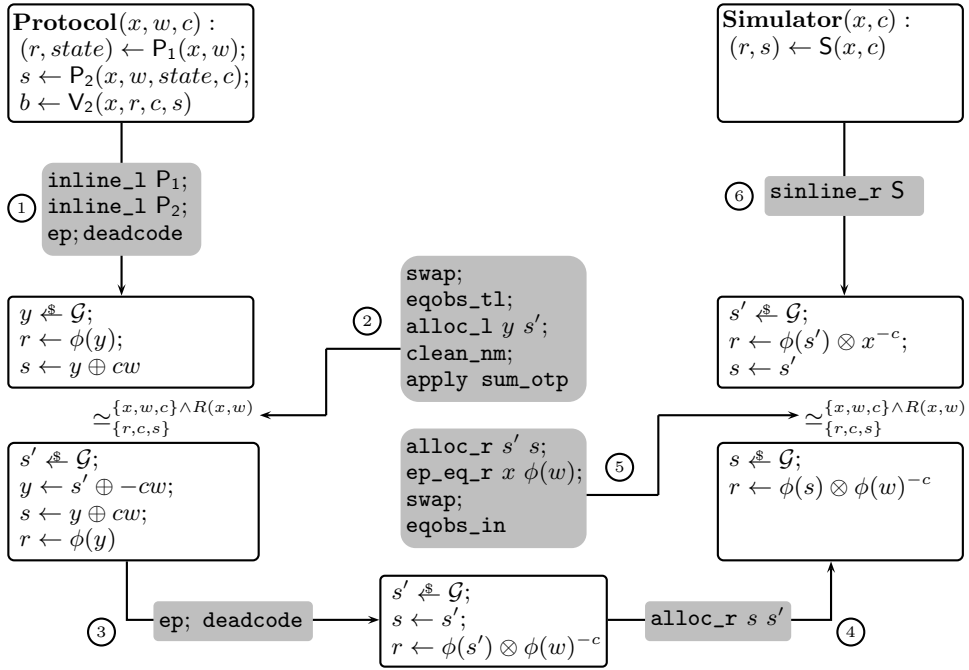 Protocol(x, w, c) :
(r, state) ← P₁(x, w);
s ← P₂(x, w, state, c);
b ← V₂(x, r, c, s)
Simulator(x, c) :
(r, s) ← S(x, c)
1
inline_l P₁;
inline_l P₂;
ep; deadcode
6
sinline_r S
y ←$ 𝒢;
r ← ϕ(y);
s ← y ⊕ cw
2
swap;
eqobs_tl;
alloc_l y s′;
clean_nm;
apply sum_otp
s′ ←$ 𝒢;
r ← ϕ(s′) ⊗ x⁻ᶜ;
s ← s′
≃^{{x,w,c}∧R(x,w)}_{{r,c,s}}
≃^{{x,w,c}∧R(x,w)}_{{r,c,s}}
s′ ←$ 𝒢;
y ← s′ ⊕ −cw;
s ← y ⊕ cw;
r ← ϕ(y)
alloc_r s′ s;
ep_eq_r x ϕ(w);
swap;
eqobs_in
5
s ←$ 𝒢;
r ← ϕ(s) ⊗ ϕ(w)⁻ᶜ
3
ep; deadcode
s′ ←$ 𝒢;
s ← s′;
r ← ϕ(s′) ⊗ ϕ(w)⁻ᶜ
alloc_r s s′
4